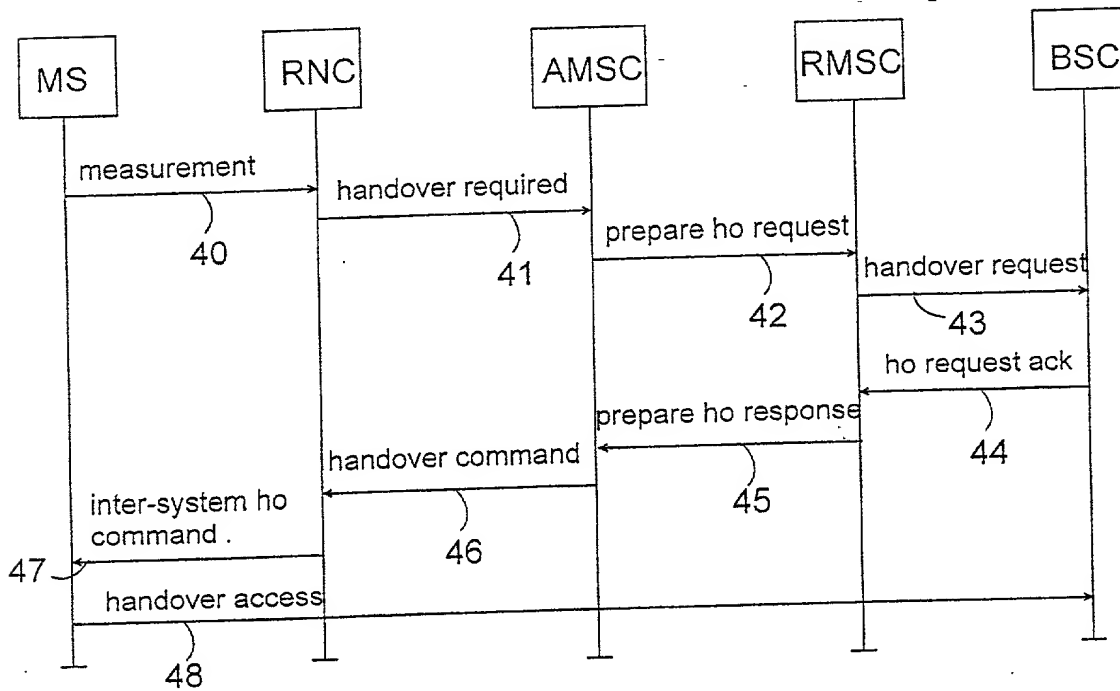 MS
RNC
AMSC
RMSC
BSC
measurement
40
handover required
41
prepare ho request
42
handover request
43
ho request ack
44
prepare ho response
45
handover command
46
inter-system ho
command .
47
handover access
48